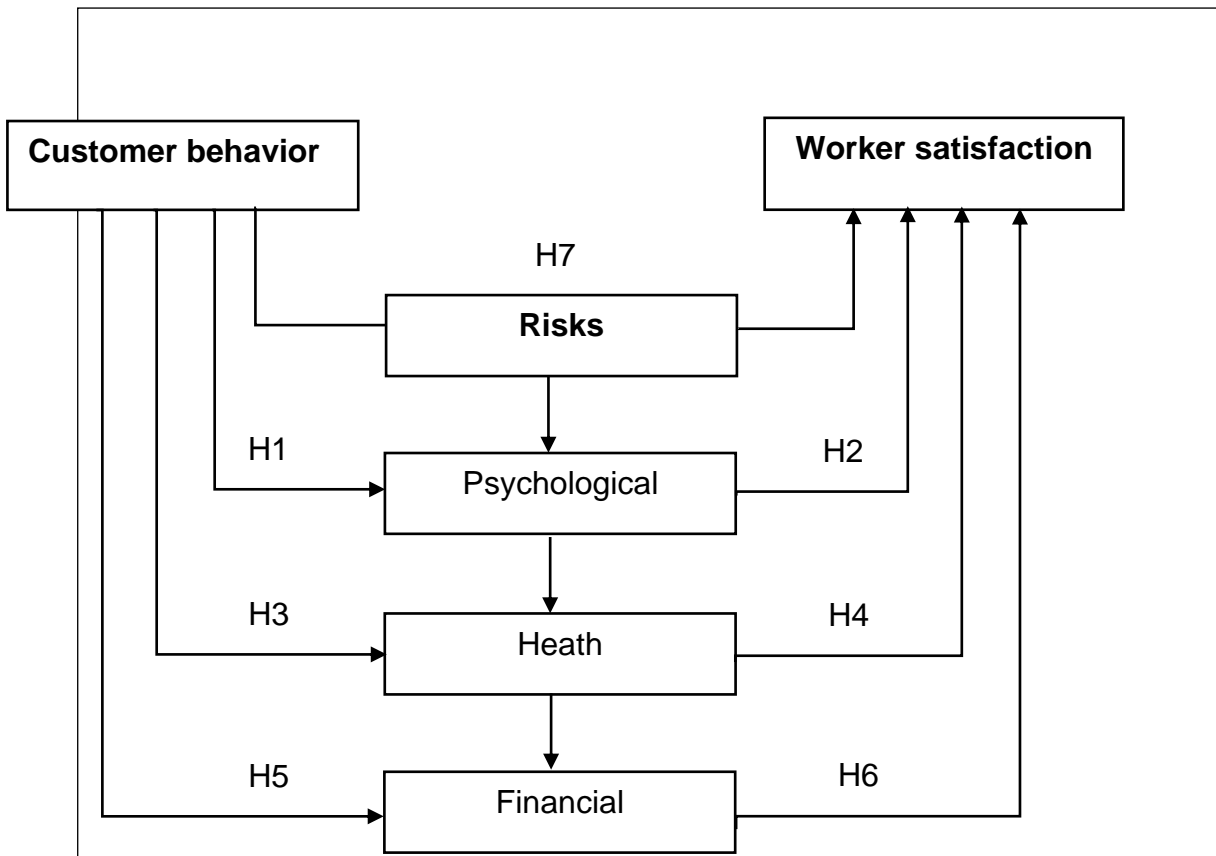 Customer behavior
Worker satisfaction
H7
Risks
H1
H2
Psychological
H3
H4
Heath
H5
H6
Financial